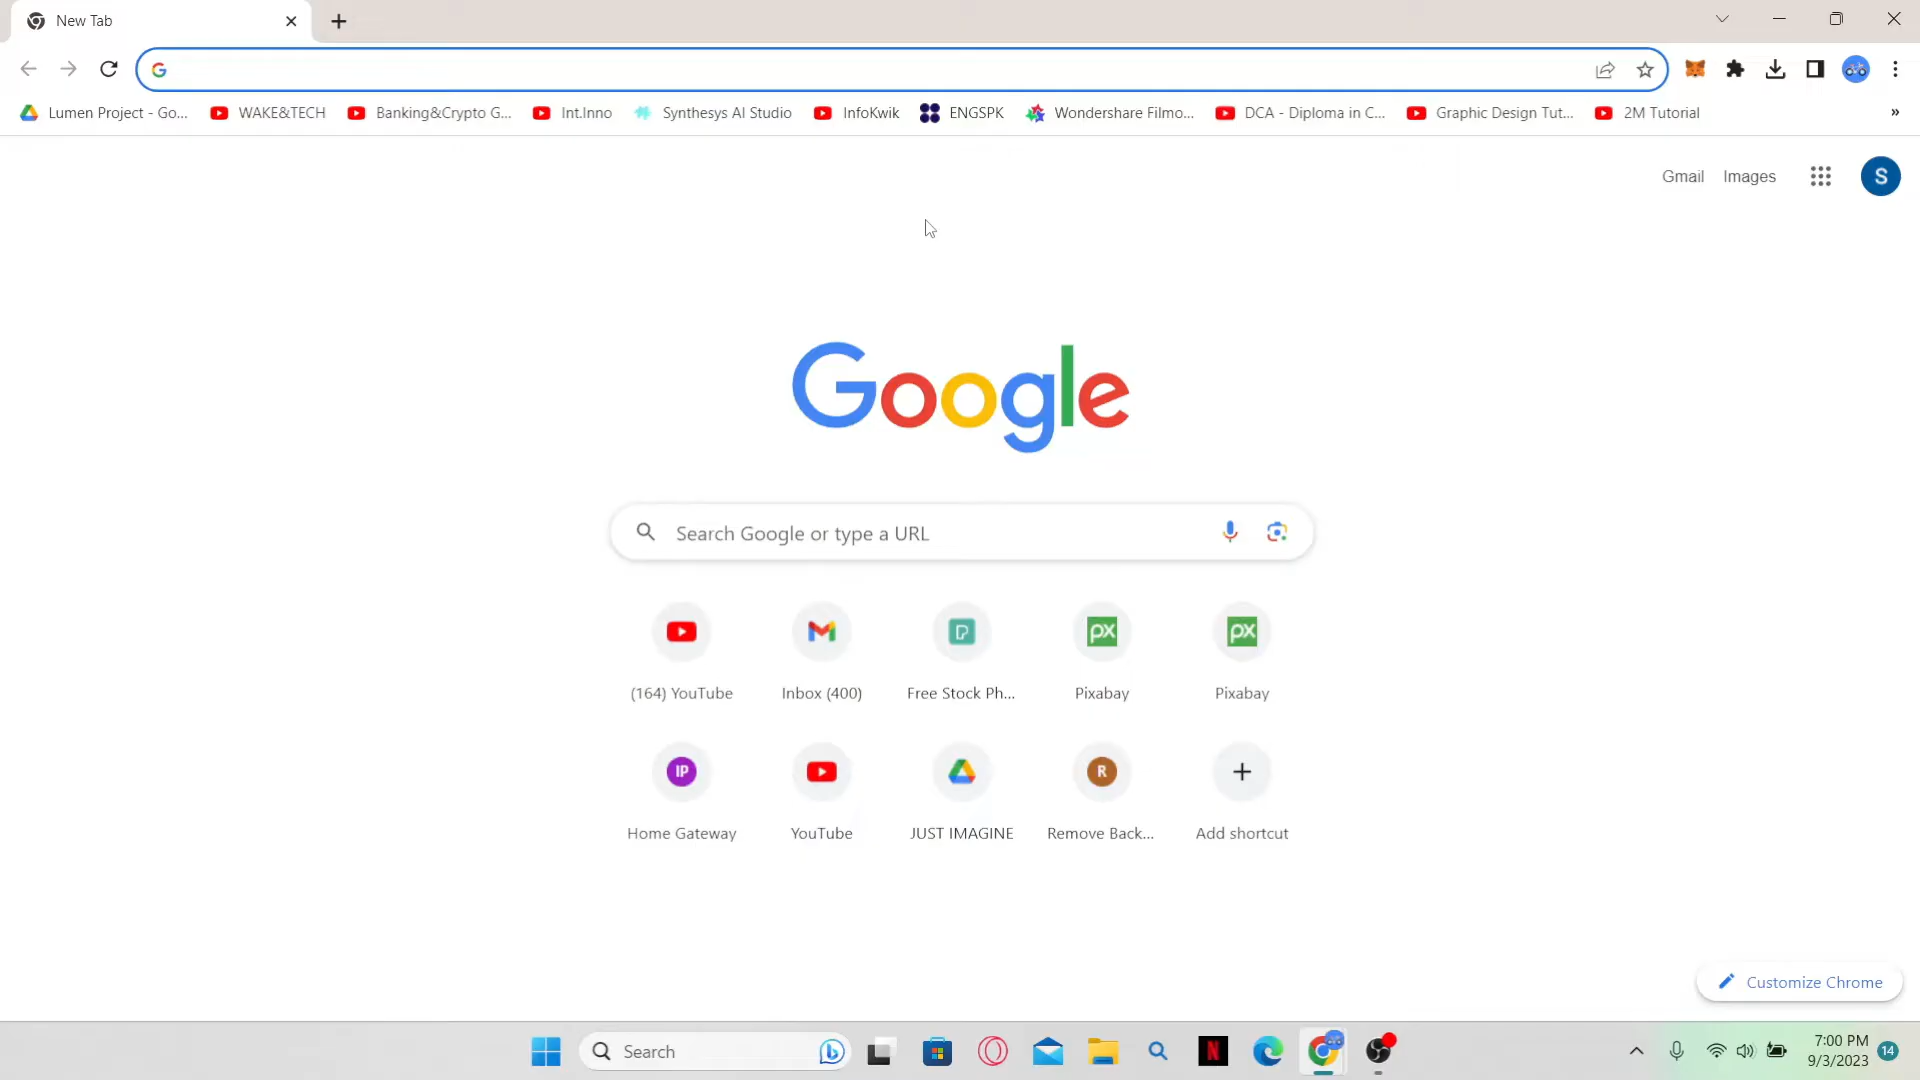 New Tab
Lumen Project - Go... WAKE&TECH Banking&Crypto G... Int.Inno Synthesys AI Studio InfoKwik ENGSPK Wondershare Filmo... DCA - Diploma in C... Graphic Design Tut... 2M Tutorial »
Gmail Images S
Google
Search Google or type a URL
px px
(164) YouTube Inbox (400) Free Stock Ph... Pixabay Pixabay
IP R
Home Gateway YouTube JUST IMAGINE Remove Back... Add shortcut
Customize Chrome
Search N 7:00 PM
9/3/2023 14